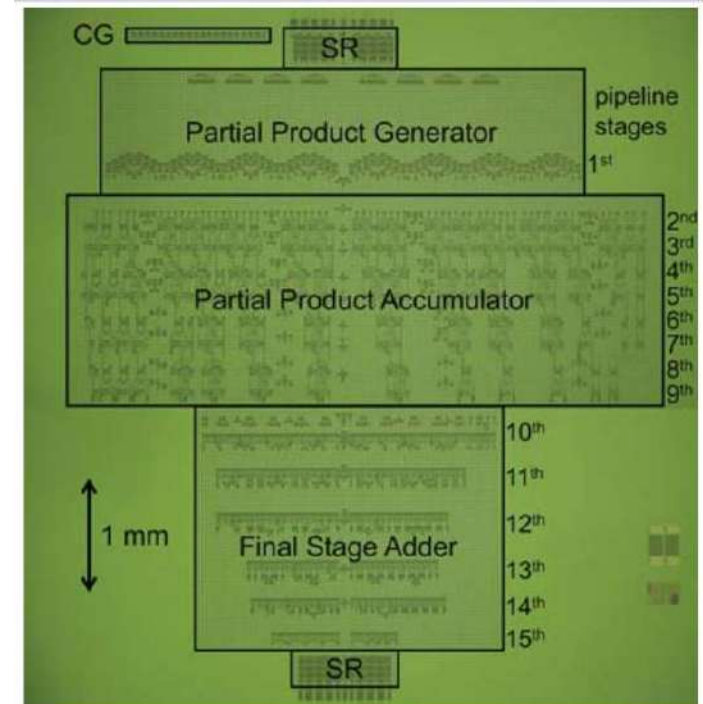 CG
SR
pipeline
stages
Partial Product Generator
1st
2nd
3rd
4th
Partial Product Accumulator
5th
6th
7th
8th
9th
10th
11th
1 mm
12th
Final Stage Adder
13th
14th
15th
SR